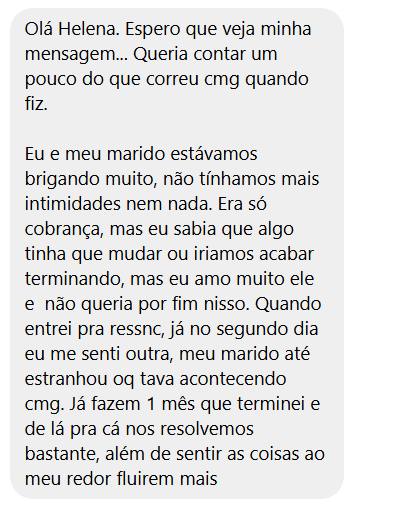 Olá Helena. Espero que veja minha
mensagem... Queria contar um
pouco do que correu cmg quando
fiz.
Eu e meu marido estávamos
brigando muito, não tínhamos mais
intimidades nem nada. Era só
cobrança, mas eu sabia que algo
tinha que mudar ou iriamos acabar
terminando, mas eu amo muito ele
e  não queria por fim nisso. Quando
entrei pra ressnc, já no segundo dia
eu me senti outra, meu marido até
estranhou oq tava acontecendo
cmg. Já fazem 1 mês que terminei e
de lá pra cá nos resolvemos
bastante, além de sentir as coisas ao
meu redor fluirem mais